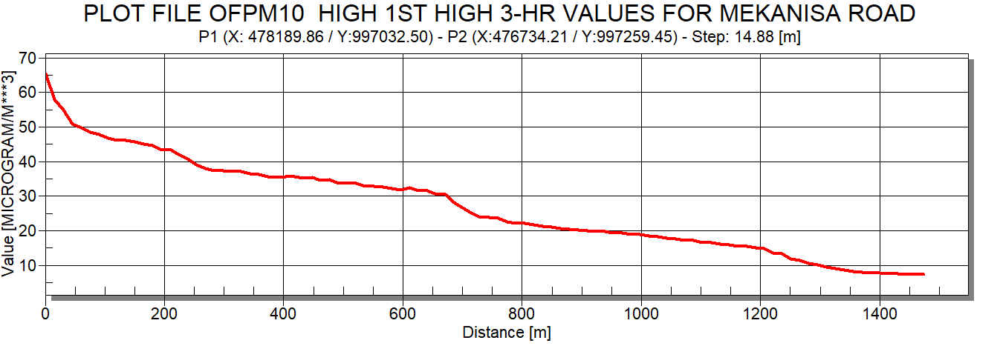 PLOT FILE OFPM10  HIGH 1ST HIGH 3-HR VALUES FOR MEKANISA ROAD
P1 (X: 478189.86 / Y:997032.50) - P2 (X:476734.21 / Y:997259.45) - Step: 14.88 [m]
Value [MICROGRAM/M***3]
70
60
50
40
30
20
10
0 200 400 600 800 1000 1200 1400
Distance [m]